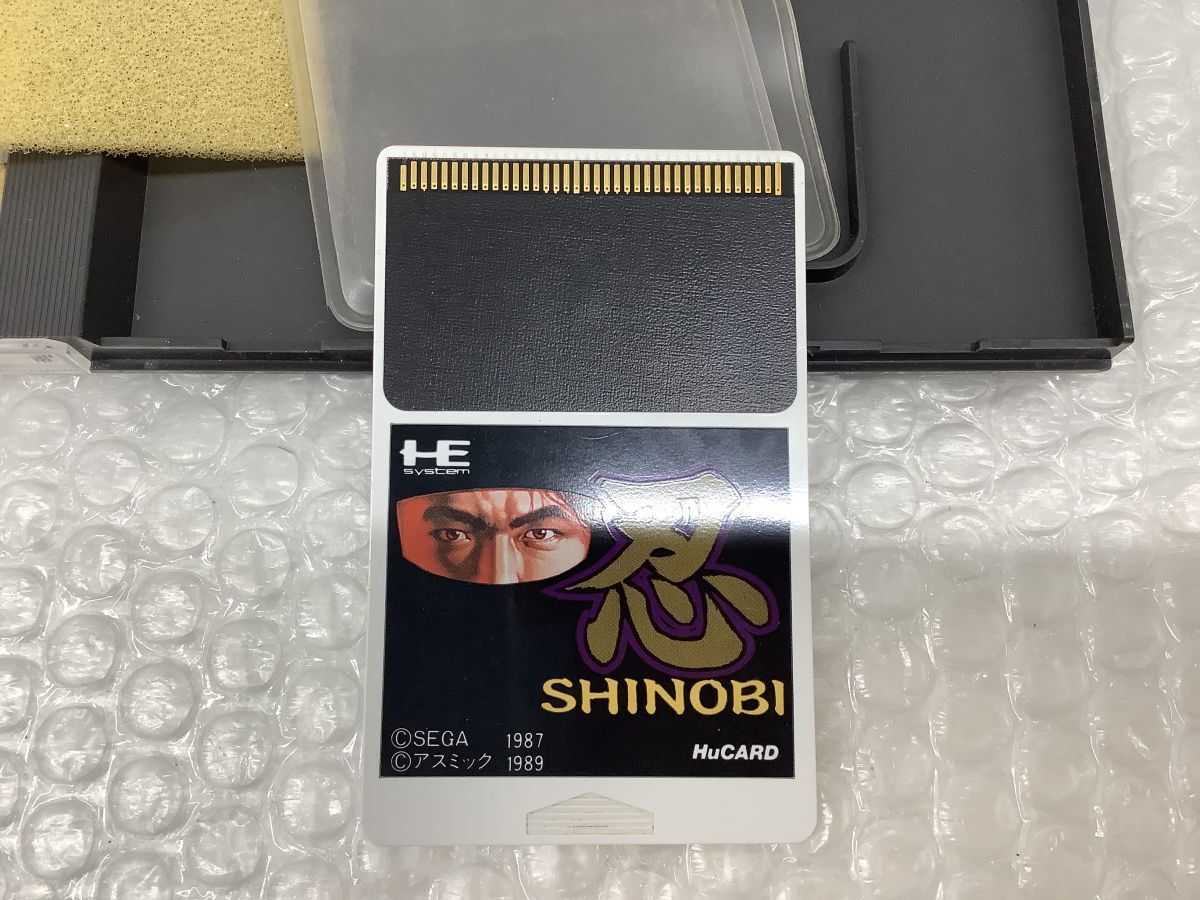 HE
system
忍
SHINOBI
©SEGA 1987
©アスミック 1989
HuCARD